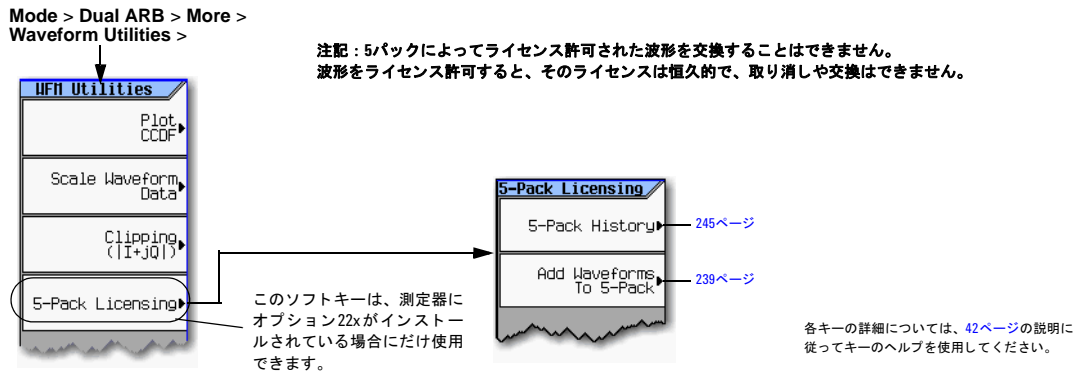 Mode > Dual ARB > More >
Waveform Utilities >
注記：5パックによってライセンス許可された波形を交換することはできません。
波形をライセンス許可すると、そのライセンスは恒久的で、取り消しや交換はできません。
WFM Utilities
Plot
CCDF
Scale Waveform
Data
Clipping
(|I+jQ|)
5-Pack Licensing
このソフトキーは、測定器に
オプション22xがインストー
ルされている場合にだけ使用
できます。
5-Pack Licensing
5-Pack History
245ページ
Add Waveforms
To 5-Pack
239ページ
各キーの詳細については、42ページの説明に
従ってキーのヘルプを使用してください。